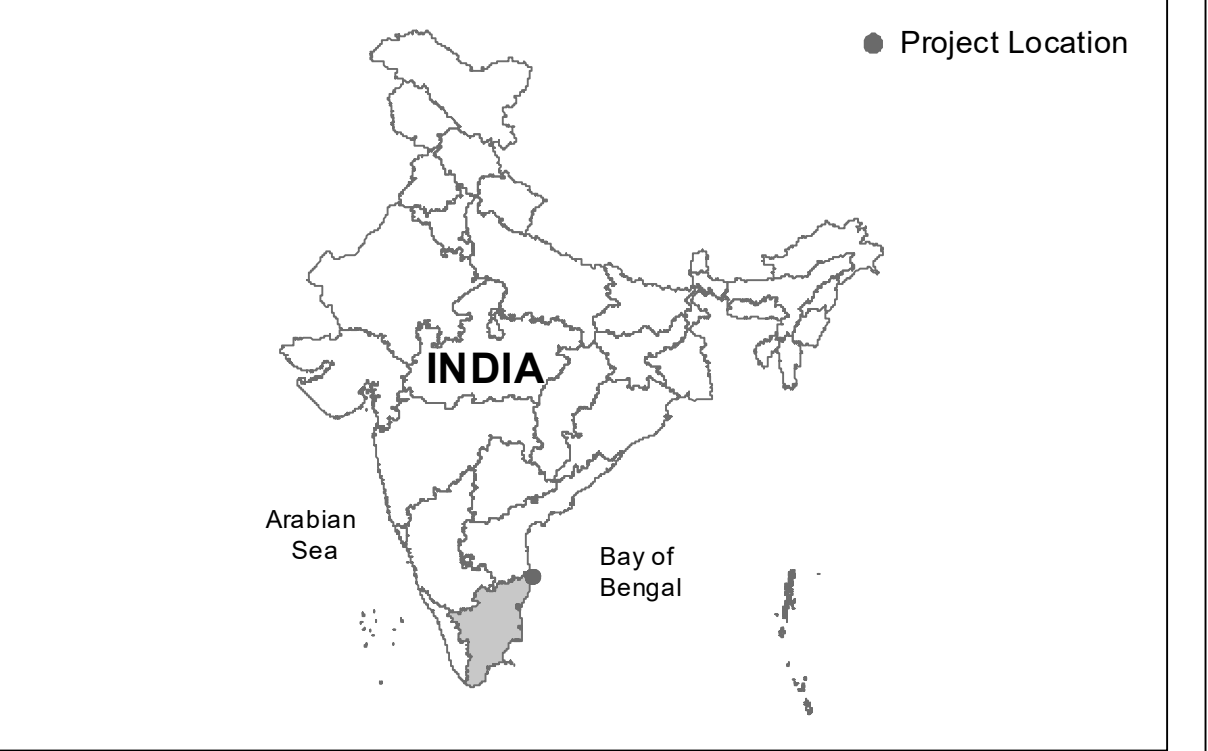 Project Location
INDIA
Arabian
Sea
Bay of
Bengal